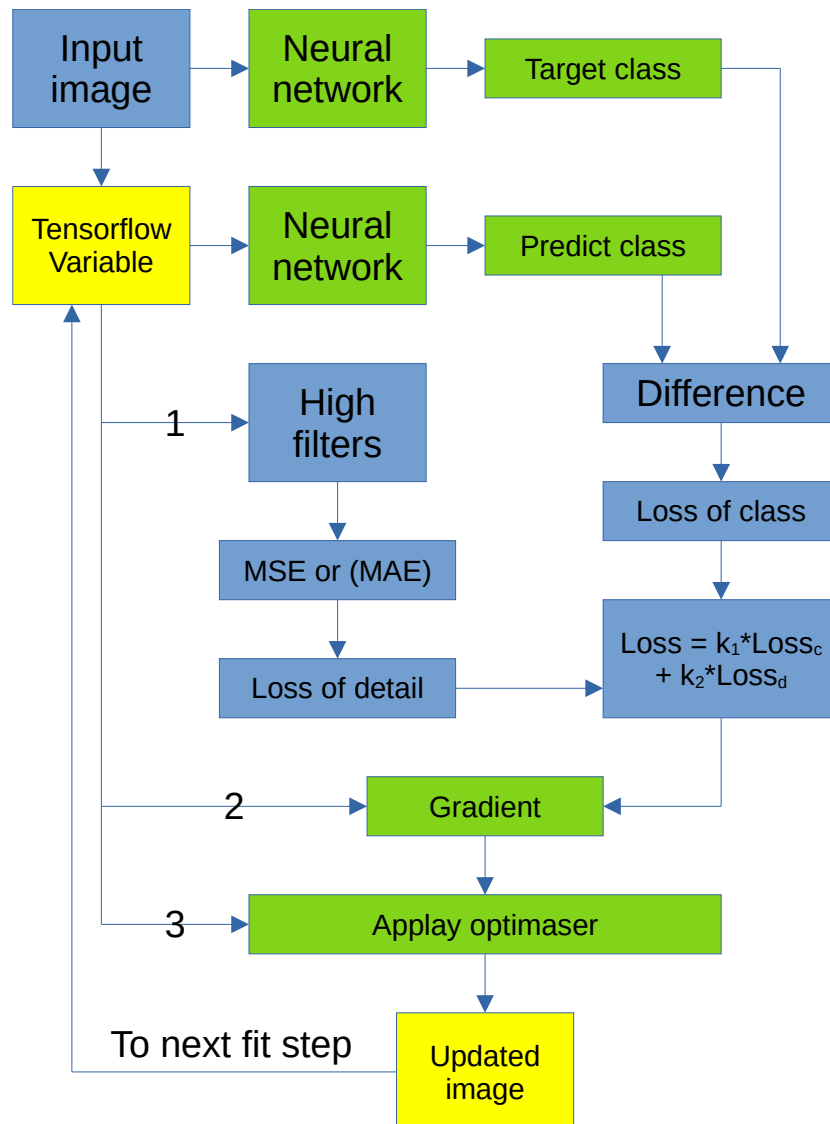 Input
image
Neural
network
Target class
Tensorflow
Variable
Neural
network
Predict class
1
High
filters
Difference
MSE or (MAE)
Loss of class
Loss of detail
Loss = k₁*Loss꜀
+ k₂*Loss_d
2
Gradient
3
Applay optimaser
To next fit step
Updated
image